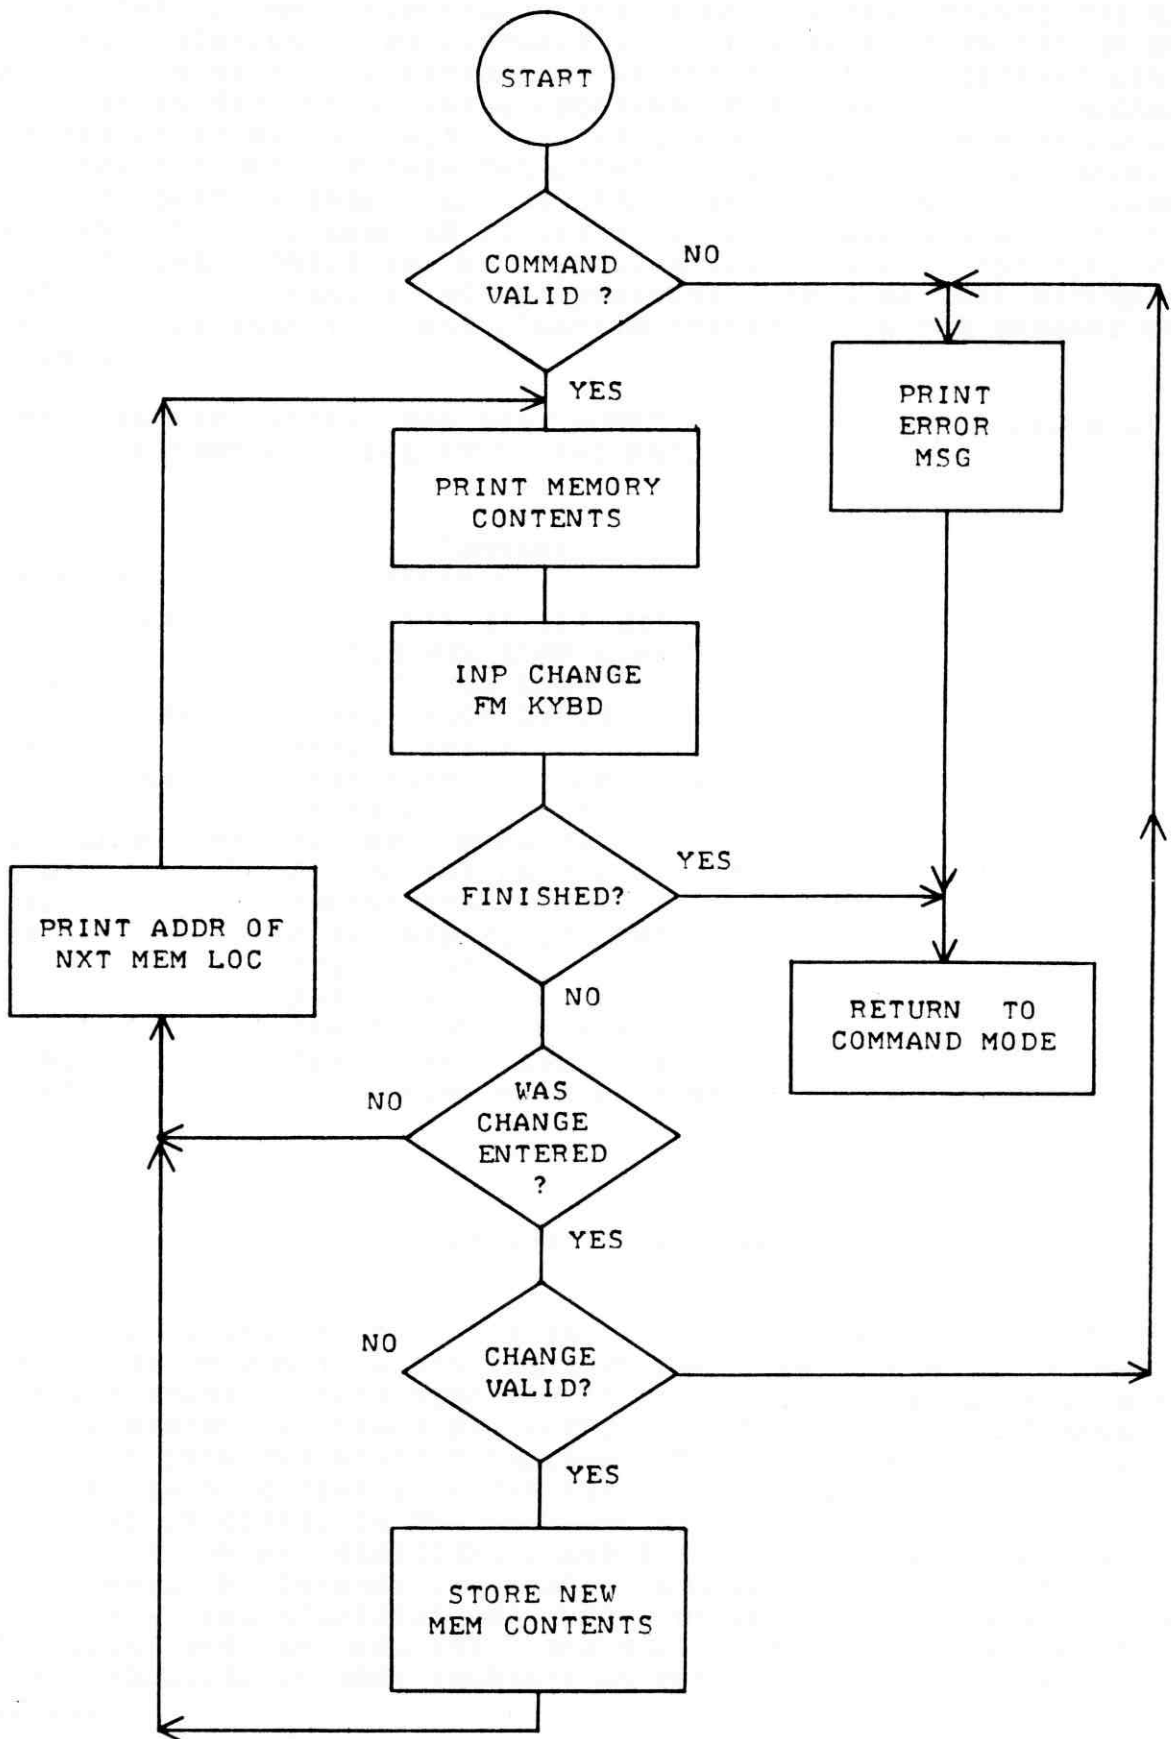 START
COMMAND
VALID ?
NO
YES
PRINT
ERROR
MSG
PRINT MEMORY
CONTENTS
INP CHANGE
FM KYBD
FINISHED?
YES
PRINT ADDR OF
NXT MEM LOC
NO
RETURN TO
COMMAND MODE
WAS
CHANGE
ENTERED
?
NO
YES
NO
CHANGE
VALID?
YES
STORE NEW
MEM CONTENTS